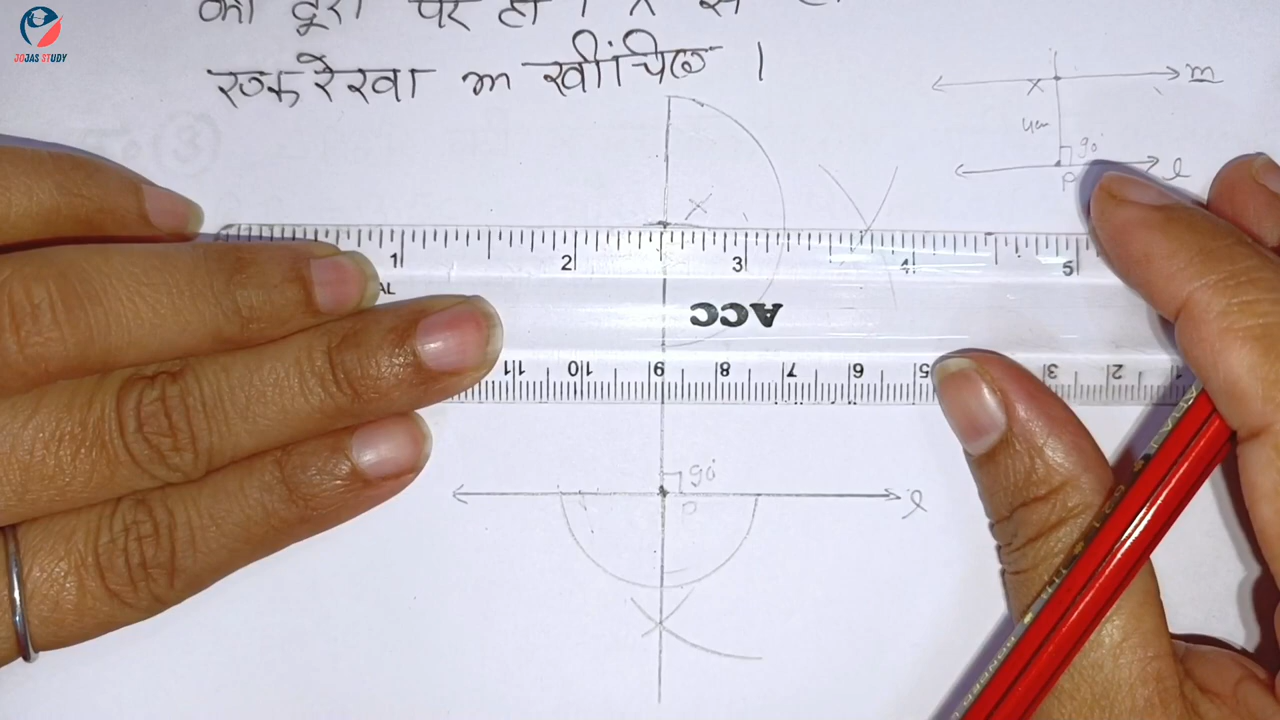 JOJAS STUDY
की दूरी पर हो । X से
एक रेखा m खींचिए ।
m
X
4cm
90°
P
l
X
1 2 3 4 5
ACC
11 10 9 8 7 6 5 3 2 1
90°
P
l